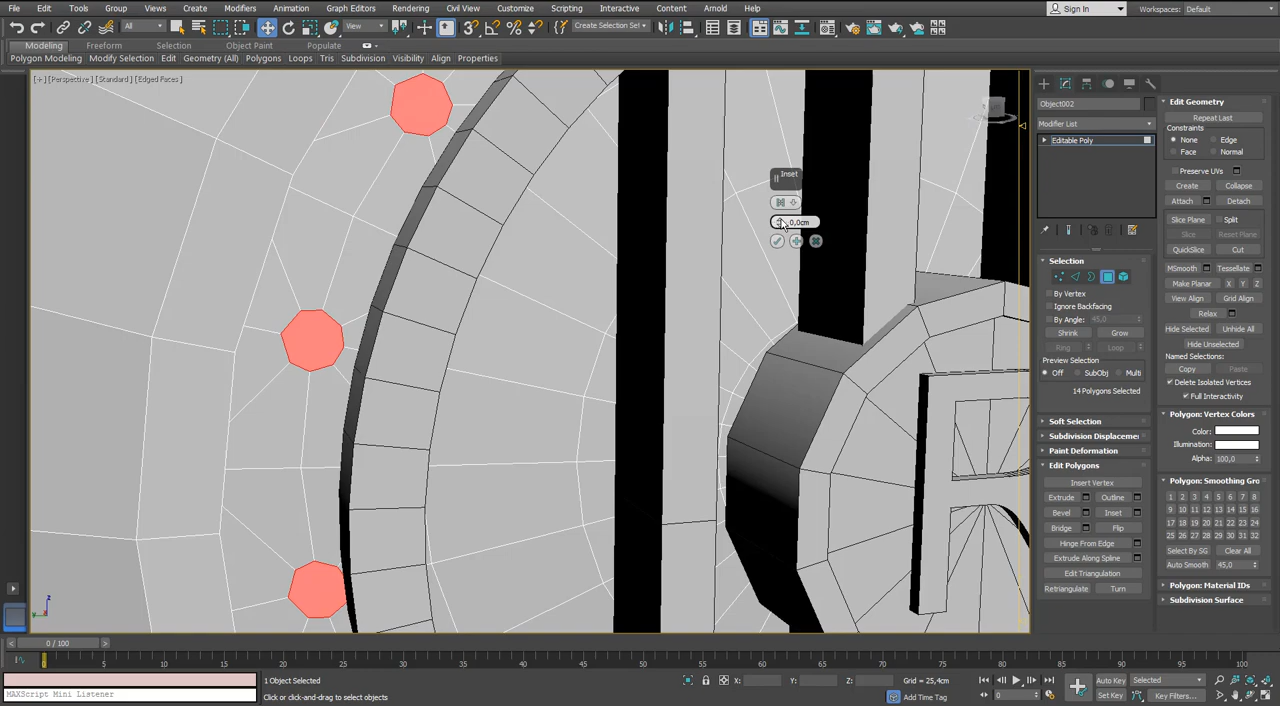 File Edit Tools Group Views Create Modifiers Animation Graph Editors Rendering Civil View Customize Scripting Interactive Content Arnold Help Sign In Workspaces: Default
All View Create Selection Sel
Modeling Freeform Selection Object Paint Populate
Polygon Modeling Modify Selection Edit Geometry (All) Polygons Loops Tris Subdivision Visibility Align Properties
[+] [Perspective] [Standard] [Edged Faces]
Inset
0,0cm
Object002
Modifier List
Editable Poly
Selection
By Vertex
Ignore Backfacing
By Angle: 45,0
Shrink Grow
Ring Loop
Preview Selection
Off SubObj Multi
14 Polygons Selected
Soft Selection
Subdivision Displacemen
Paint Deformation
Edit Polygons
Insert Vertex
Extrude Outline
Bevel Inset
Bridge Flip
Hinge From Edge
Extrude Along Spline
Edit Triangulation
Retriangulate Turn
Edit Geometry
Repeat Last
Constraints
None Edge
Face Normal
Preserve UVs
Create Collapse
Attach Detach
Slice Plane Split
Slice Reset Plane
QuickSlice Cut
MSmooth Tessellate
Make Planar X Y Z
View Align Grid Align
Relax
Hide Selected Unhide All
Hide Unselected
Named Selections:
Copy Paste
Delete Isolated Vertices
Full Interactivity
Polygon: Vertex Colors
Color:
Illumination:
Alpha: 100,0
Polygon: Smoothing Gro
1 2 3 4 5 6 7 8
9 10 11 12 13 14 15 16
17 18 19 20 21 22 23 24
25 26 27 28 29 30 31 32
Select By SG Clear All
Auto Smooth 45,0
Polygon: Material IDs
Subdivision Surface
0 / 100
0 5 10 15 20 25 30 35 40 45 50 55 60 65 70 75 80 85 90 95 100
MAXScript Mini Listener
1 Object Selected
Click or click-and-drag to select objects
X: Y: Z: Grid = 25,4cm
Add Time Tag
0
Auto Key Selected
Set Key Key Filters...